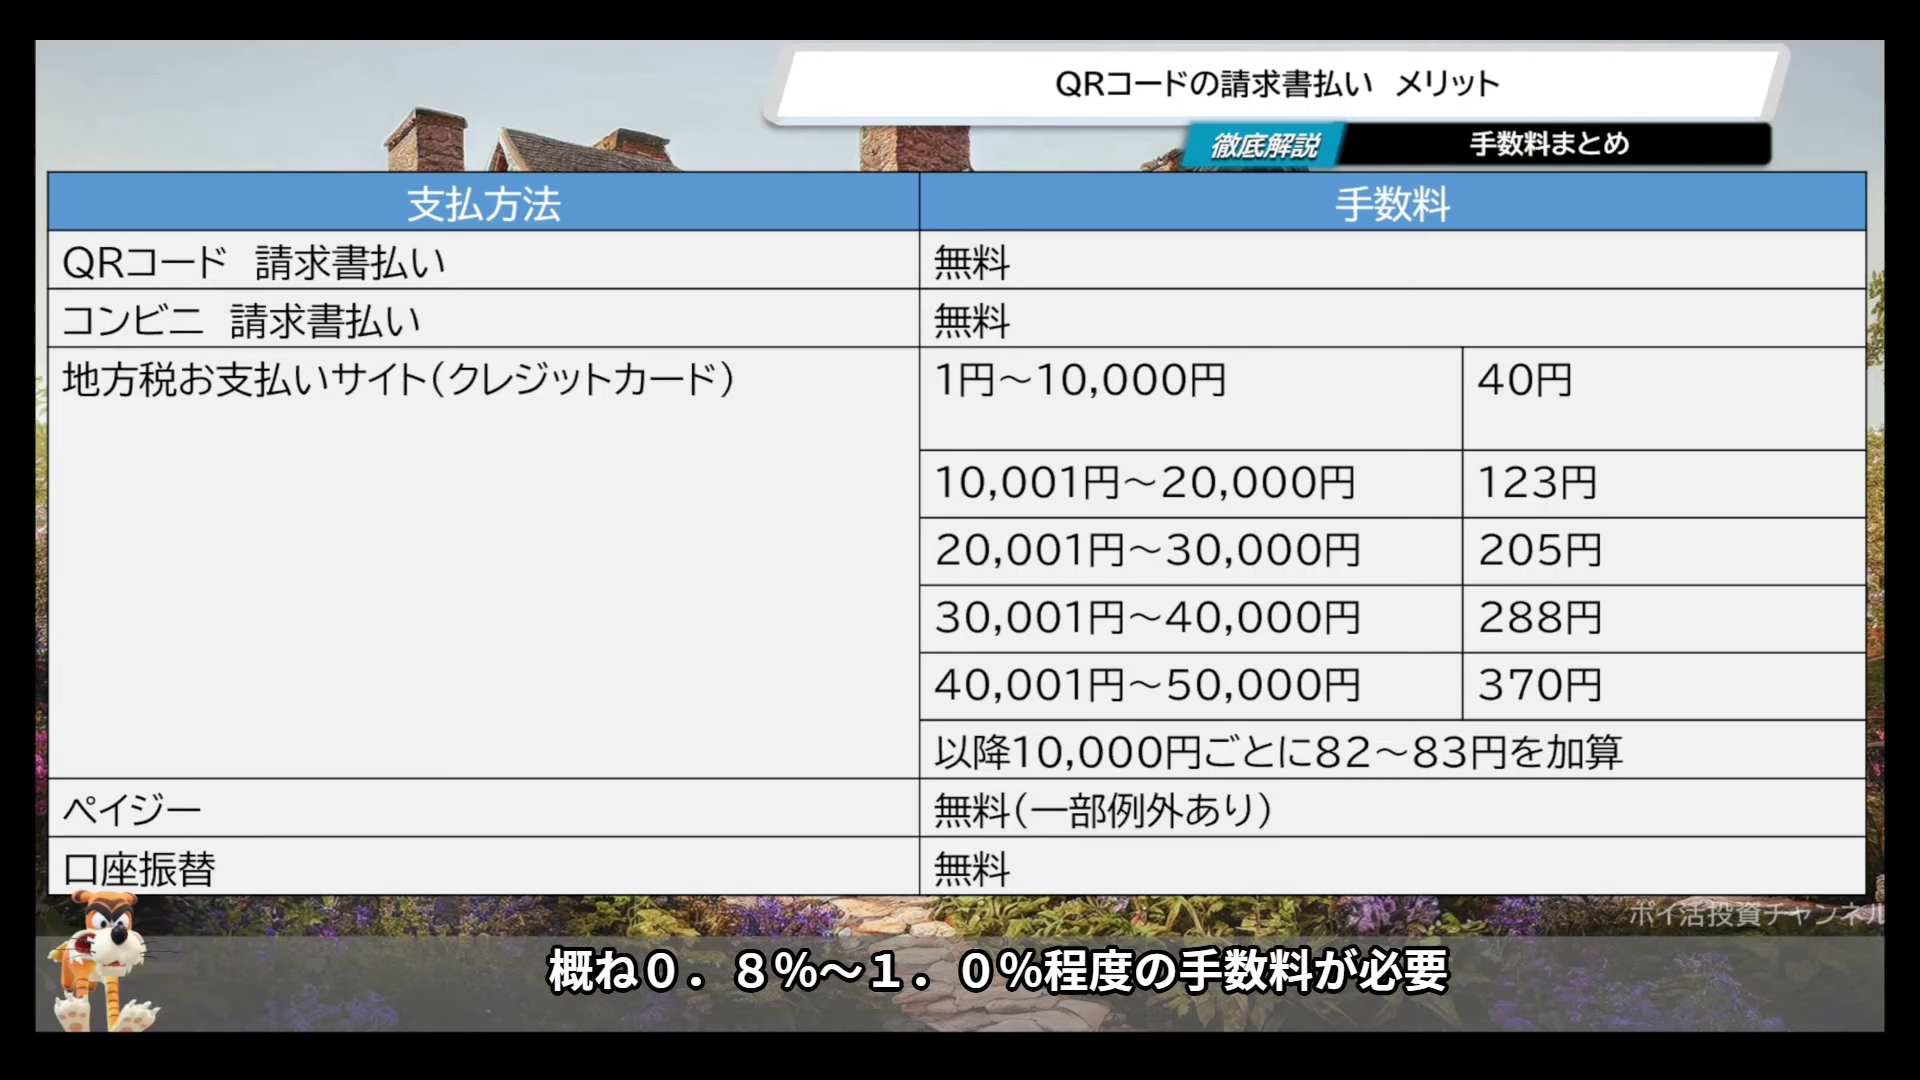 QRコードの請求書払い　メリット
徹底解説　手数料まとめ
支払方法　手数料
QRコード　請求書払い　無料
コンビニ　請求書払い　無料
地方税お支払いサイト（クレジットカード）　1円～10,000円　40円
10,001円～20,000円　123円
20,001円～30,000円　205円
30,001円～40,000円　288円
40,001円～50,000円　370円
以降10,000円ごとに82～83円を加算
ペイジー　無料（一部例外あり）
口座振替　無料
ポイ活投資チャンネル
概ね０．８％～１．０％程度の手数料が必要